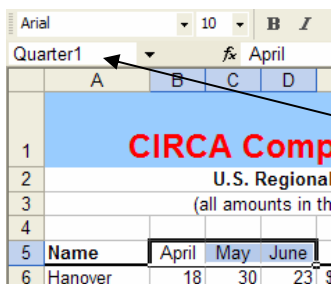 Arial 10 B I
Quarter1 fx April
A B C D
1 CIRCA Comp
2 U.S. Regional
3 (all amounts in th
4
5 Name April May June
6 Hanover 18 30 23 $